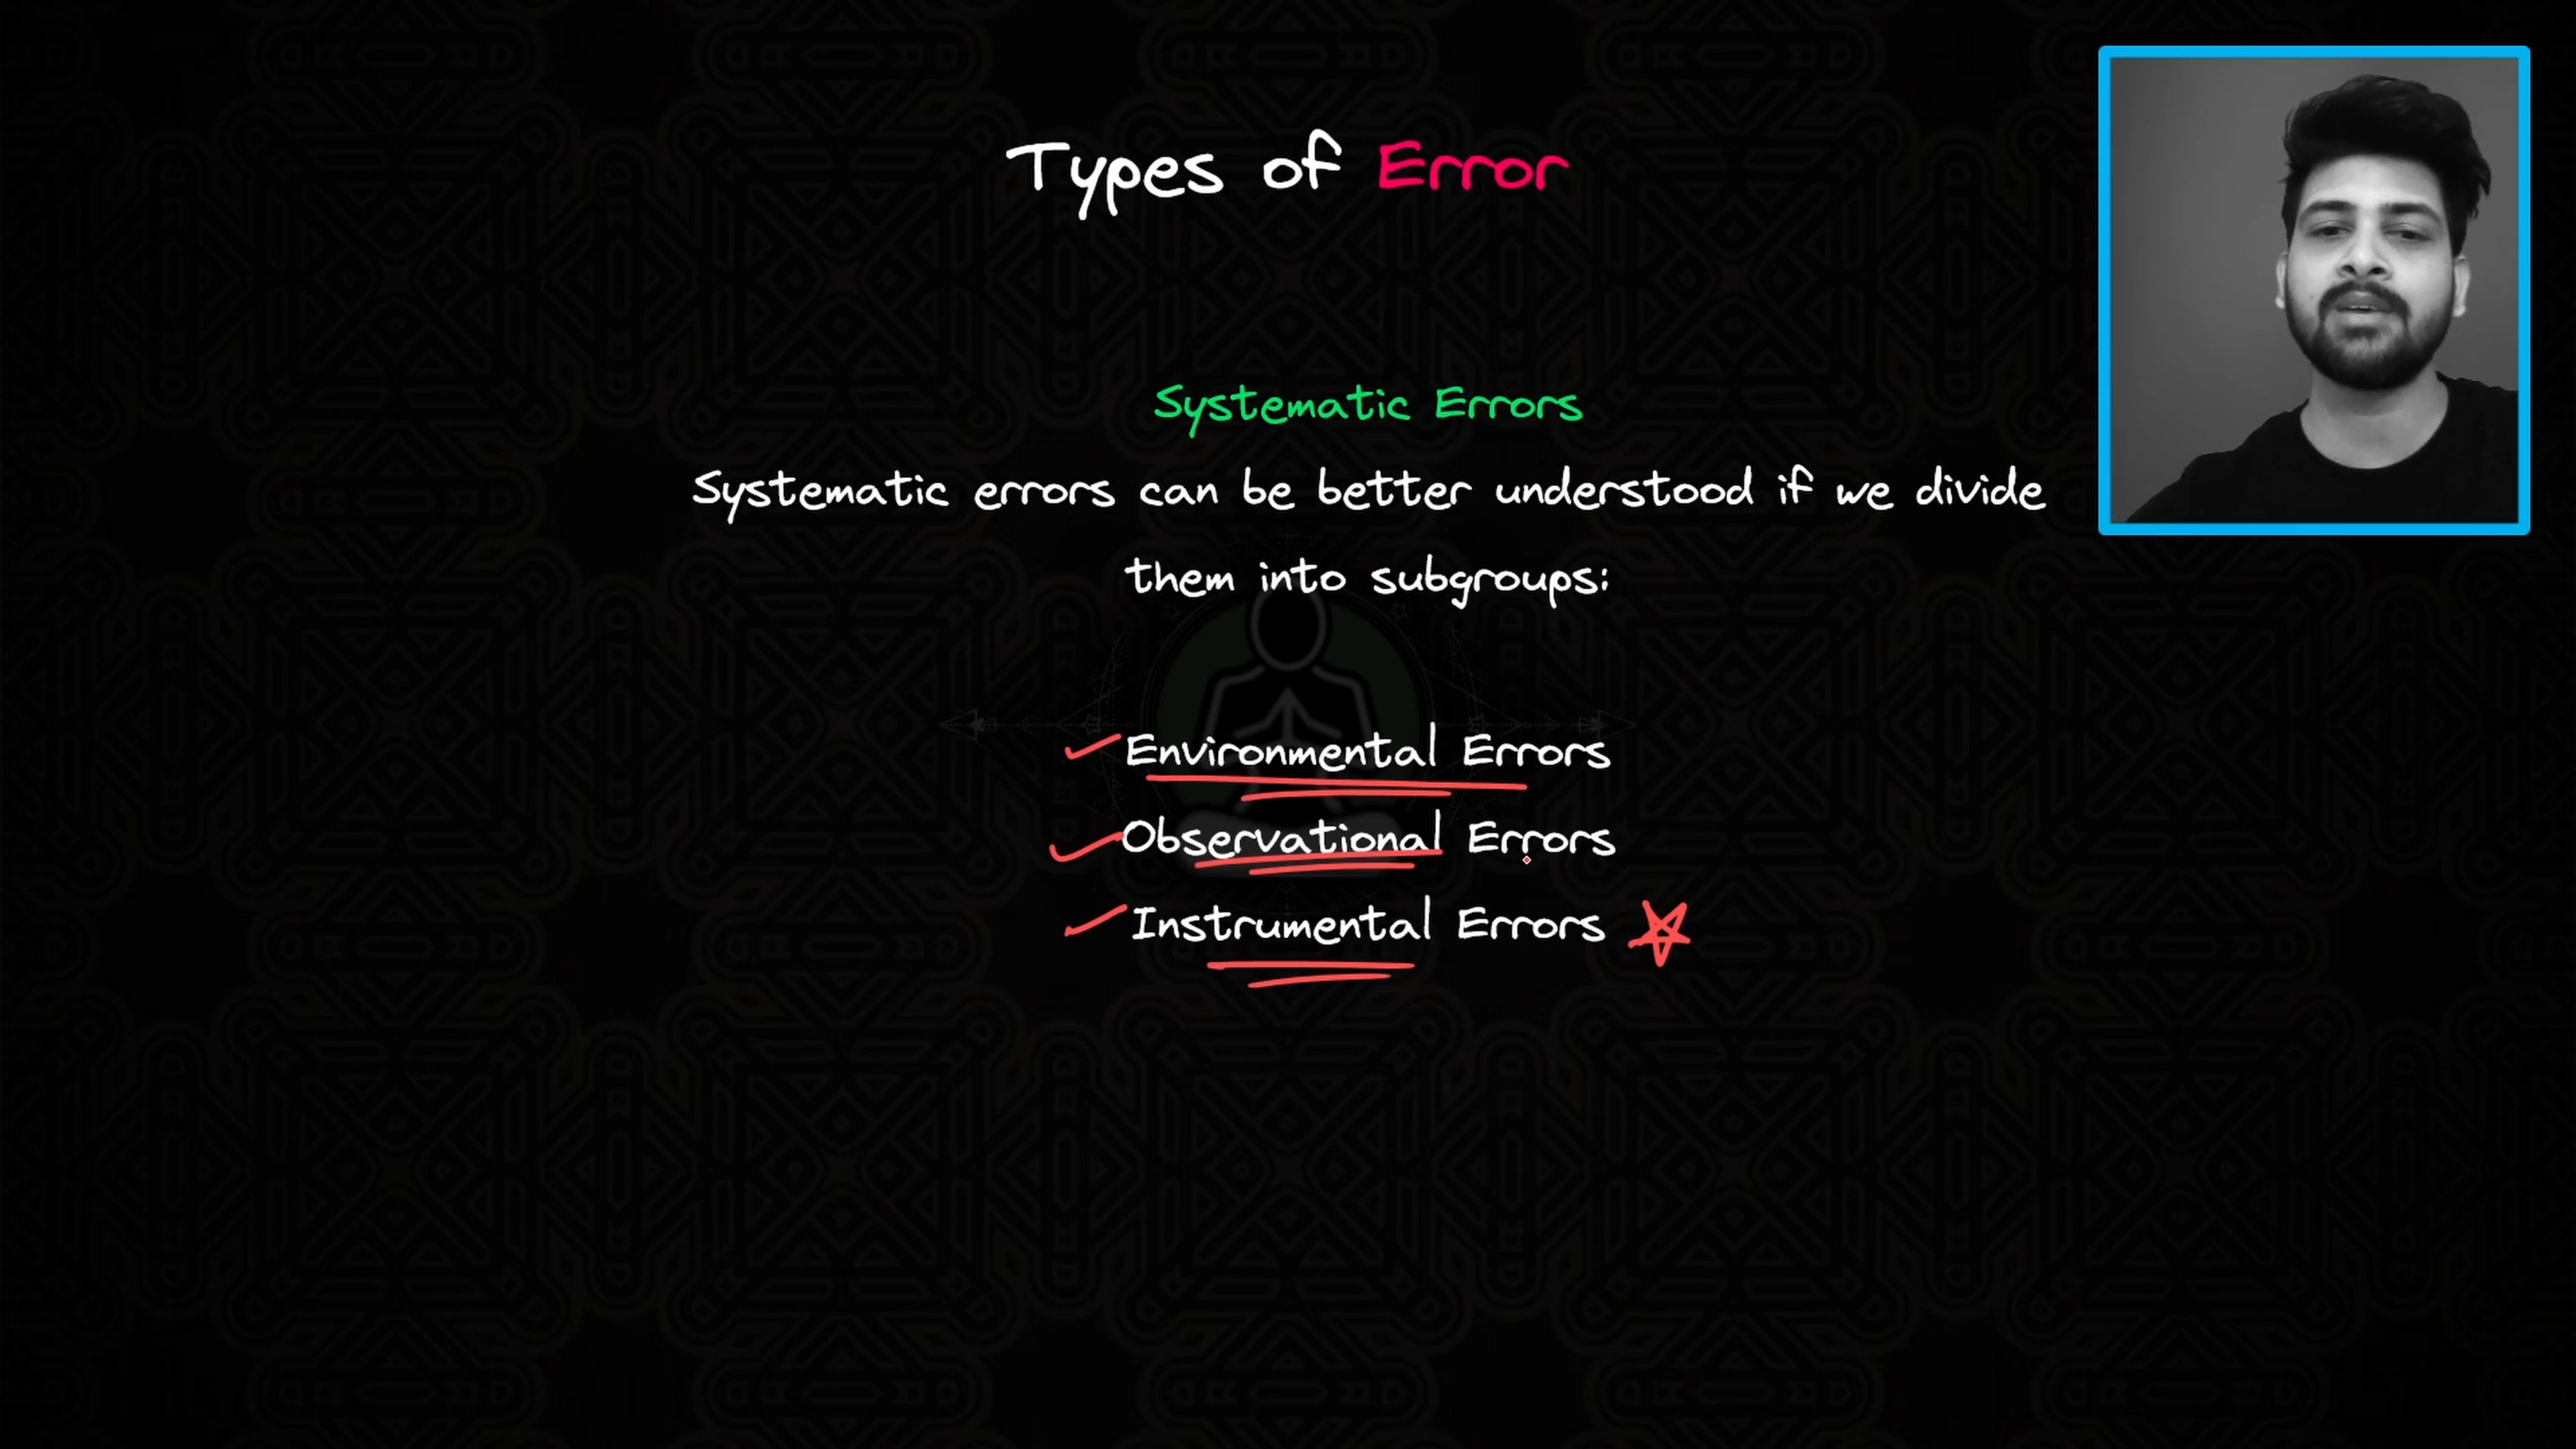 Types of Error
Systematic Errors
Systematic errors can be better understood if we divide
them into subgroups:
Environmental Errors
Observational Errors
Instrumental Errors